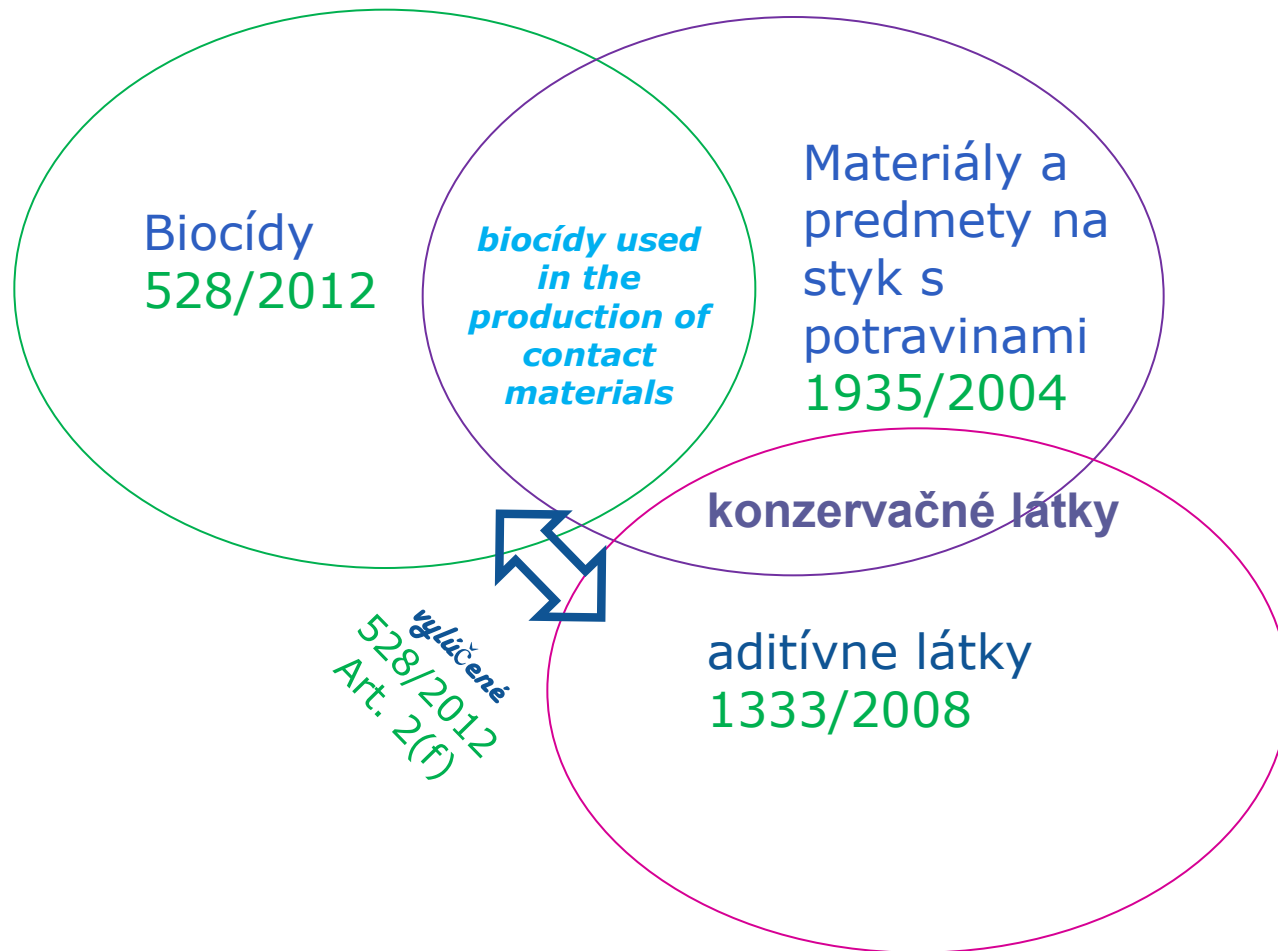 Biocídy
528/2012
biocídy used
in the
production of
contact
materials
Materiály a
predmety na
styk s
potravinami
1935/2004
konzervačné látky
vylúčené
528/2012
Art. 2(f)
aditívne látky
1333/2008